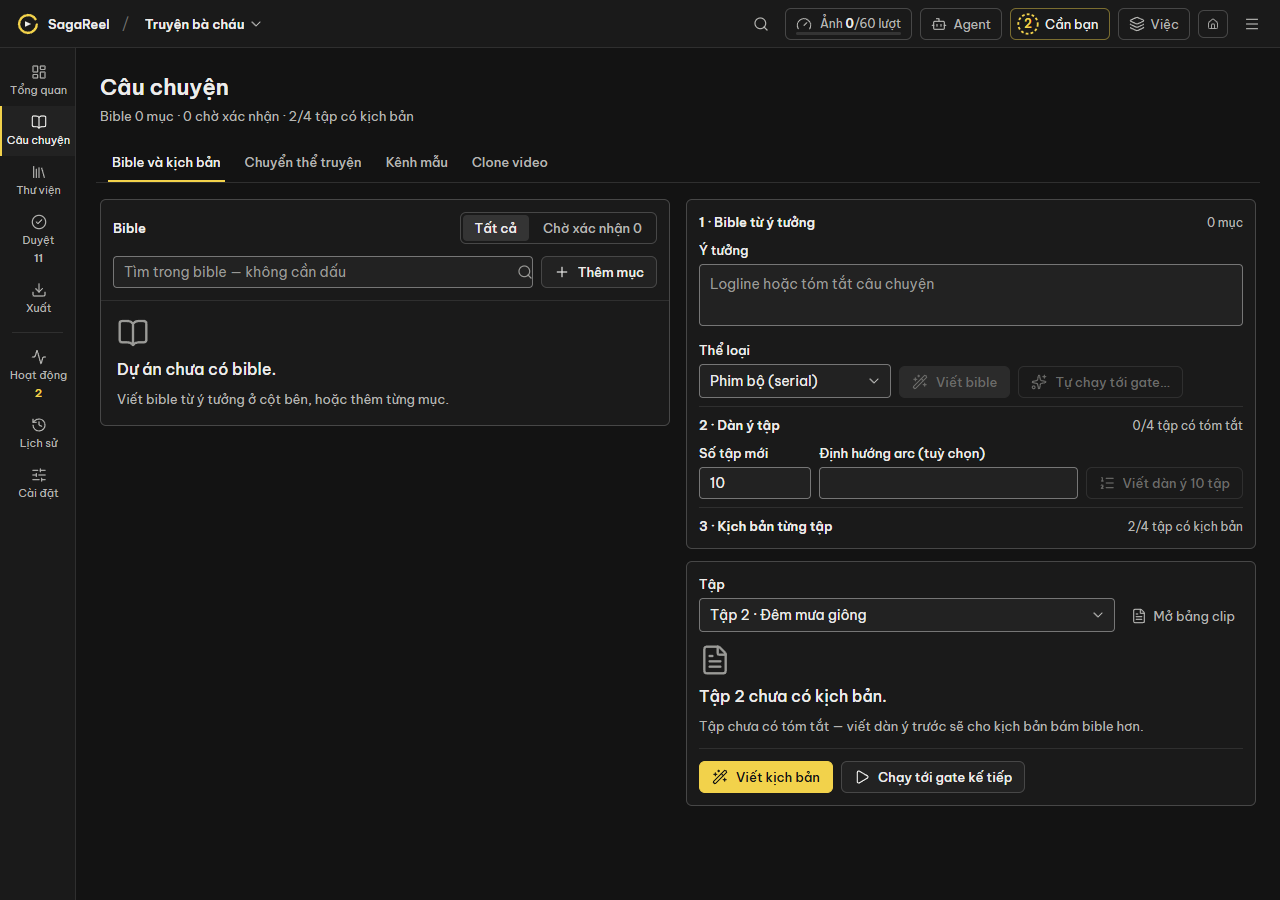 SagaReel / Truyện bà cháu
Ảnh 0/60 lượt
Agent
2 Cần bạn
Việc
Tổng quan
Câu chuyện
Thư viện
Duyệt
11
Xuất
Hoạt động
2
Lịch sử
Cài đặt
Câu chuyện
Bible 0 mục · 0 chờ xác nhận · 2/4 tập có kịch bản
Bible và kịch bản
Chuyển thể truyện
Kênh mẫu
Clone video
Bible
Tất cả
Chờ xác nhận 0
Tìm trong bible — không cần dấu
Thêm mục
Dự án chưa có bible.
Viết bible từ ý tưởng ở cột bên, hoặc thêm từng mục.
1 · Bible từ ý tưởng
0 mục
Ý tưởng
Logline hoặc tóm tắt câu chuyện
Thể loại
Phim bộ (serial)
Viết bible
Tự chạy tới gate...
2 · Dàn ý tập
0/4 tập có tóm tắt
Số tập mới
Định hướng arc (tuỳ chọn)
10
Viết dàn ý 10 tập
3 · Kịch bản từng tập
2/4 tập có kịch bản
Tập
Tập 2 · Đêm mưa giông
Mở bảng clip
Tập 2 chưa có kịch bản.
Tập chưa có tóm tắt — viết dàn ý trước sẽ cho kịch bản bám bible hơn.
Viết kịch bản
Chạy tới gate kế tiếp